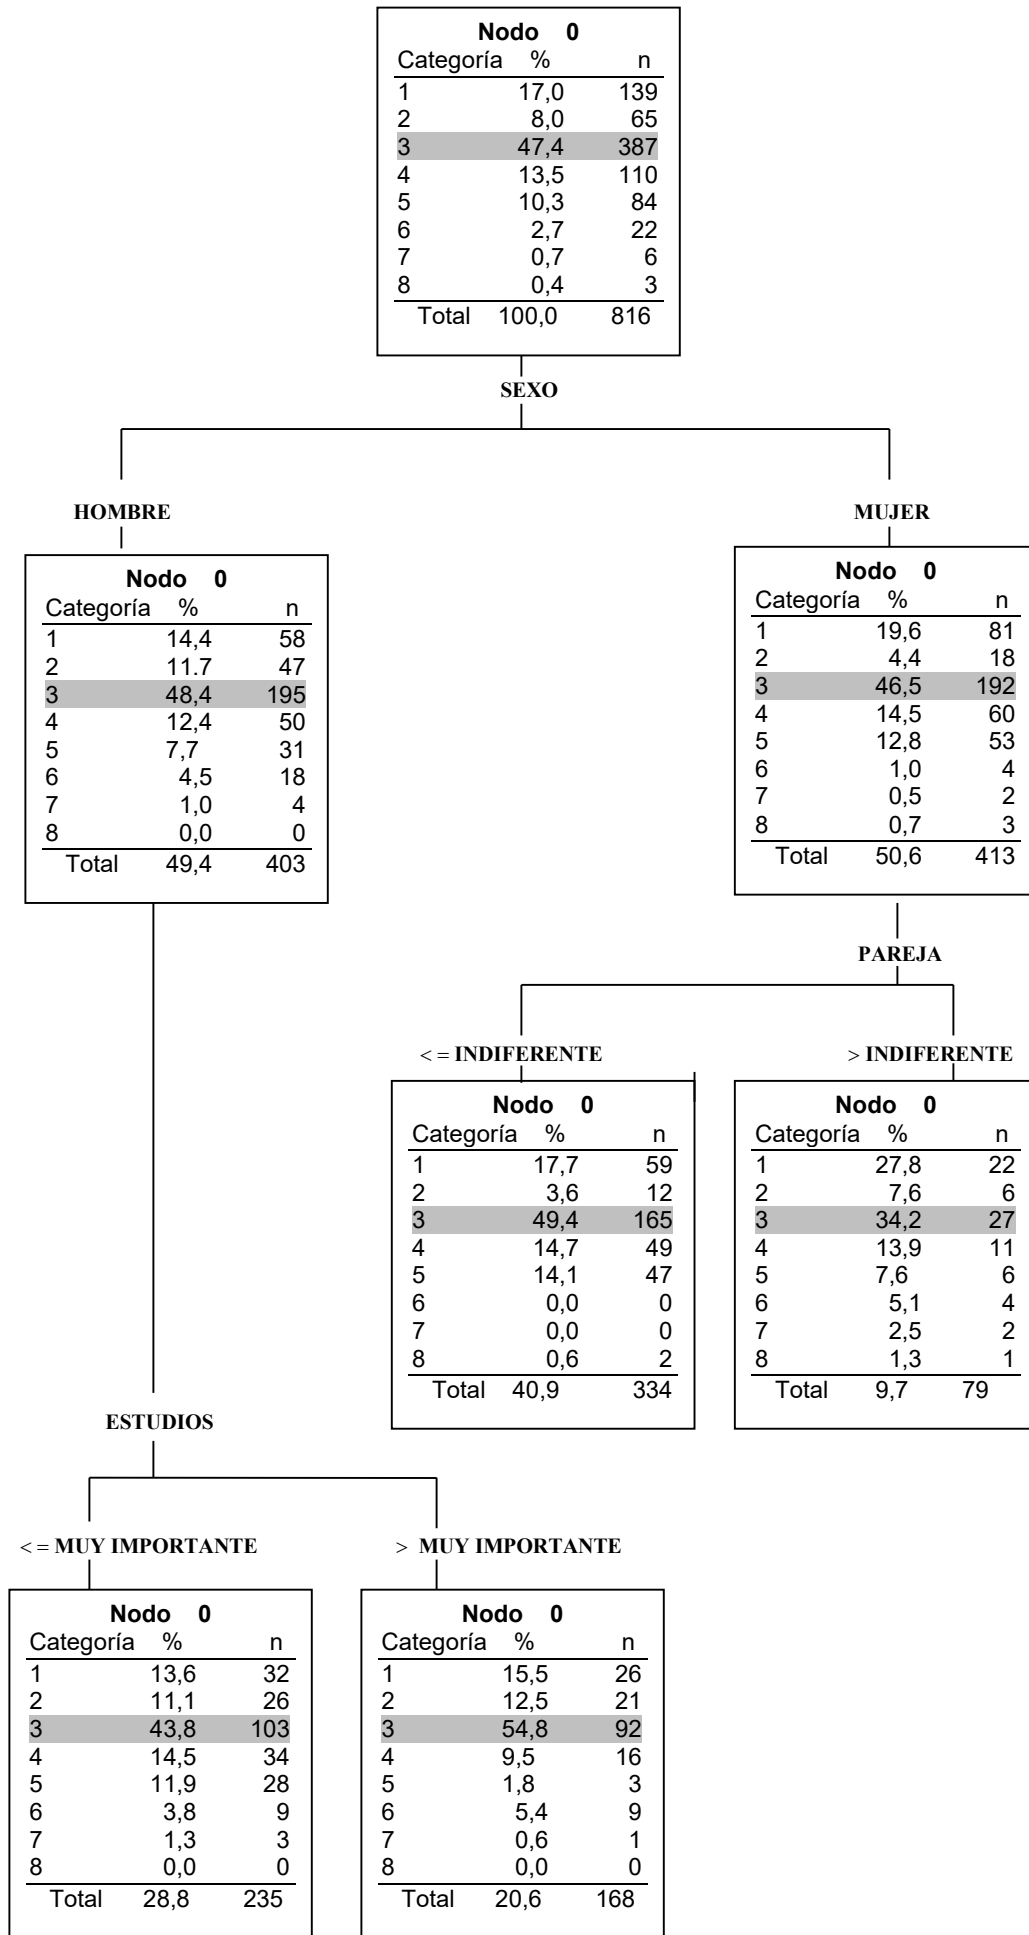 Nodo 0
Categoría % n
1 17,0 139
2 8,0 65
3 47,4 387
4 13,5 110
5 10,3 84
6 2,7 22
7 0,7 6
8 0,4 3
Total 100,0 816
SEXO
HOMBRE
MUJER
Nodo 0
Categoría % n
1 14,4 58
2 11.7 47
3 48,4 195
4 12,4 50
5 7,7 31
6 4,5 18
7 1,0 4
8 0,0 0
Total 49,4 403
Nodo 0
Categoría % n
1 19,6 81
2 4,4 18
3 46,5 192
4 14,5 60
5 12,8 53
6 1,0 4
7 0,5 2
8 0,7 3
Total 50,6 413
PAREJA
< = INDIFERENTE
> INDIFERENTE
Nodo 0
Categoría % n
1 17,7 59
2 3,6 12
3 49,4 165
4 14,7 49
5 14,1 47
6 0,0 0
7 0,0 0
8 0,6 2
Total 40,9 334
Nodo 0
Categoría % n
1 27,8 22
2 7,6 6
3 34,2 27
4 13,9 11
5 7,6 6
6 5,1 4
7 2,5 2
8 1,3 1
Total 9,7 79
ESTUDIOS
< = MUY IMPORTANTE
> MUY IMPORTANTE
Nodo 0
Categoría % n
1 13,6 32
2 11,1 26
3 43,8 103
4 14,5 34
5 11,9 28
6 3,8 9
7 1,3 3
8 0,0 0
Total 28,8 235
Nodo 0
Categoría % n
1 15,5 26
2 12,5 21
3 54,8 92
4 9,5 16
5 1,8 3
6 5,4 9
7 0,6 1
8 0,0 0
Total 20,6 168